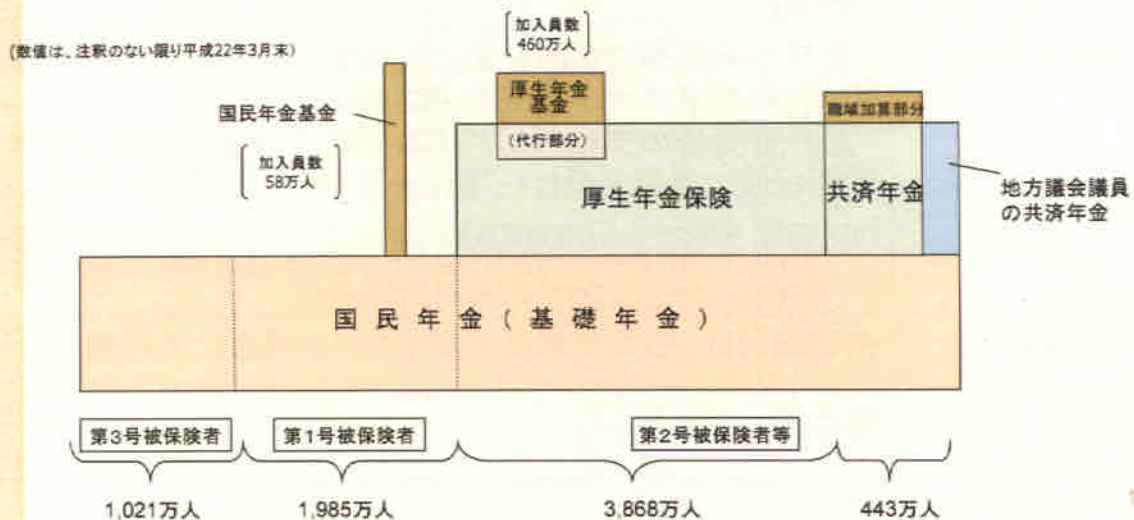 (数値は、注釈のない限り平成22年3月末)
加入員数
460万人
厚生年金
基金
(代行部分)
国民年金基金
加入員数
58万人
職域加算部分
厚生年金保険
共済年金
地方議会議員
の共済年金
国民年金(基礎年金)
第3号被保険者
第1号被保険者
第2号被保険者等
1,021万人
1,985万人
3,868万人
443万人
1